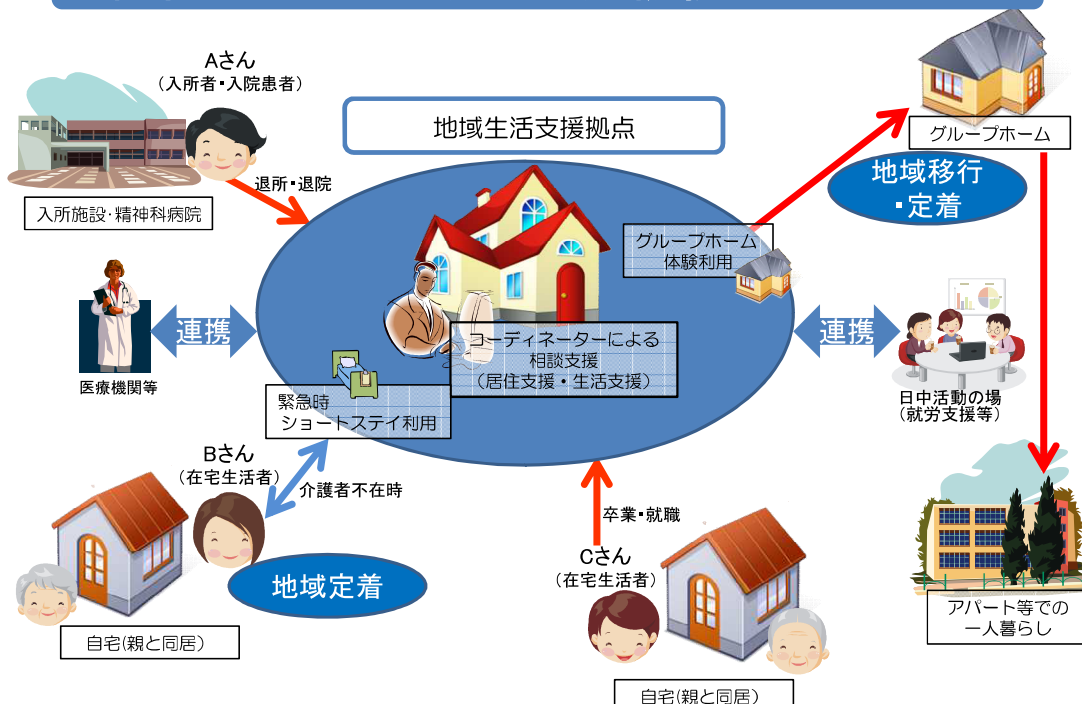 Aさん
(入所者・入院患者)
地域生活支援拠点
グループホーム
地域移行
・定着
退所・退院
入所施設・精神科病院
グループホーム
体験利用
連携
医療機関等
コーディネーターによる
相談支援
(居住支援・生活支援)
連携
日中活動の場
(就労支援等)
緊急時
ショートステイ利用
Bさん
(在宅生活者)
介護者不在時
地域定着
自宅(親と同居)
卒業・就職
Cさん
(在宅生活者)
自宅(親と同居)
アパート等での
一人暮らし